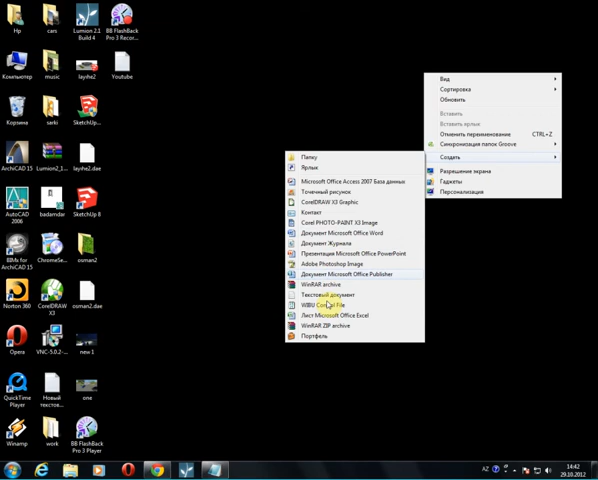 Hp
cars
Lumion 2.1
Build 4
BB FlashBack
Pro 3 Recor...
Компьютер
music
layihe2
Youtube
Корзина
sarki
SketchUp...
ArchiCAD 15
Lumion2_1...
layihe2.dae
AutoCAD
2006
badamdar
SketchUp 8
BIMx for
ArchiCAD 15
ChromeSe...
osman2
Norton 360
CorelDRAW
X3
osman2.dae
Opera
VNC-5.0.2-...
new 1
QuickTime
Player
Новый
текстов...
one
Winamp
work
BB FlashBack
Pro 3 Player
Вид
Сортировка
Обновить
Вставить
Вставить ярлык
Отменить переименование CTRL+Z
Синхронизация папок Groove
Создать
Разрешение экрана
Гаджеты
Персонализация
Папку
Ярлык
Microsoft Office Access 2007 База данных
Точечный рисунок
CorelDRAW X3 Graphic
Контакт
Corel PHOTO-PAINT X3 Image
Документ Microsoft Office Word
Документ Журнала
Презентация Microsoft Office PowerPoint
Adobe Photoshop Image
Документ Microsoft Office Publisher
WinRAR archive
Текстовый документ
WIBU Control File
Лист Microsoft Office Excel
WinRAR ZIP archive
Портфель
AZ
14:42
29.10.2012